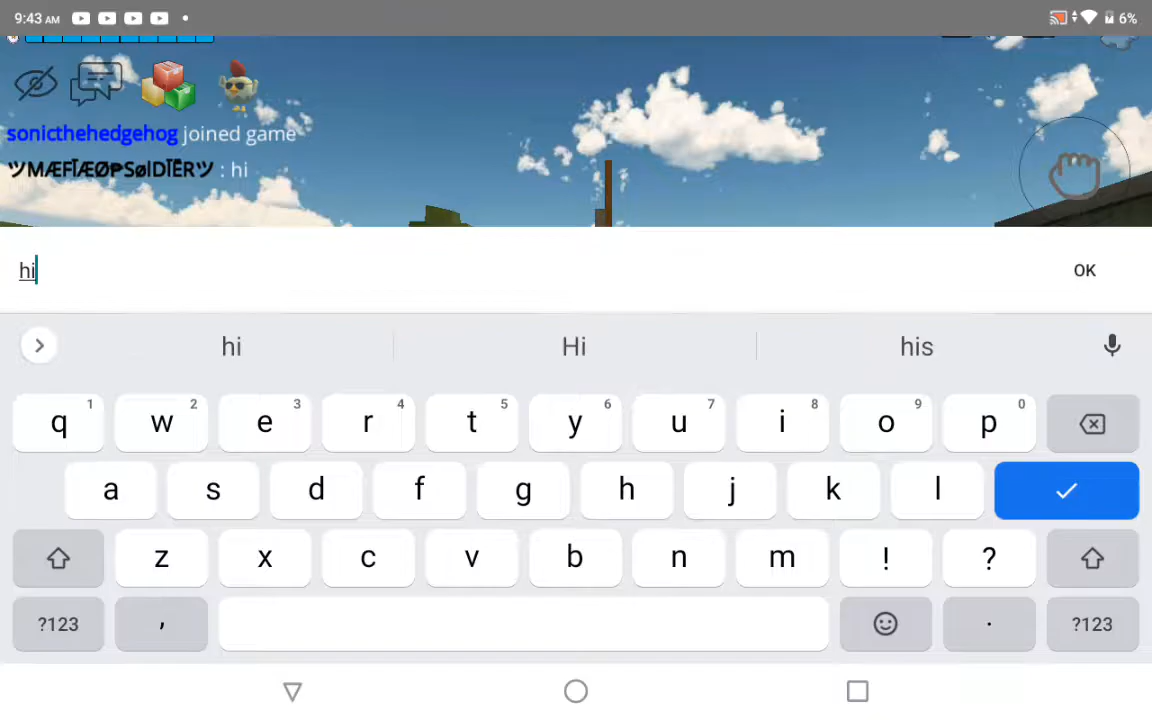 9:43 AM 6%
sonicthehedgehog joined game
ツMÆFĪÆØ₱SølDĪĒRツ : hi
hi OK
hi Hi his
q 1 w 2 e 3 r 4 t 5 y 6 u 7 i 8 o 9 p 0
a s d f g h j k l
z x c v b n m ! ?
?123 , . ?123